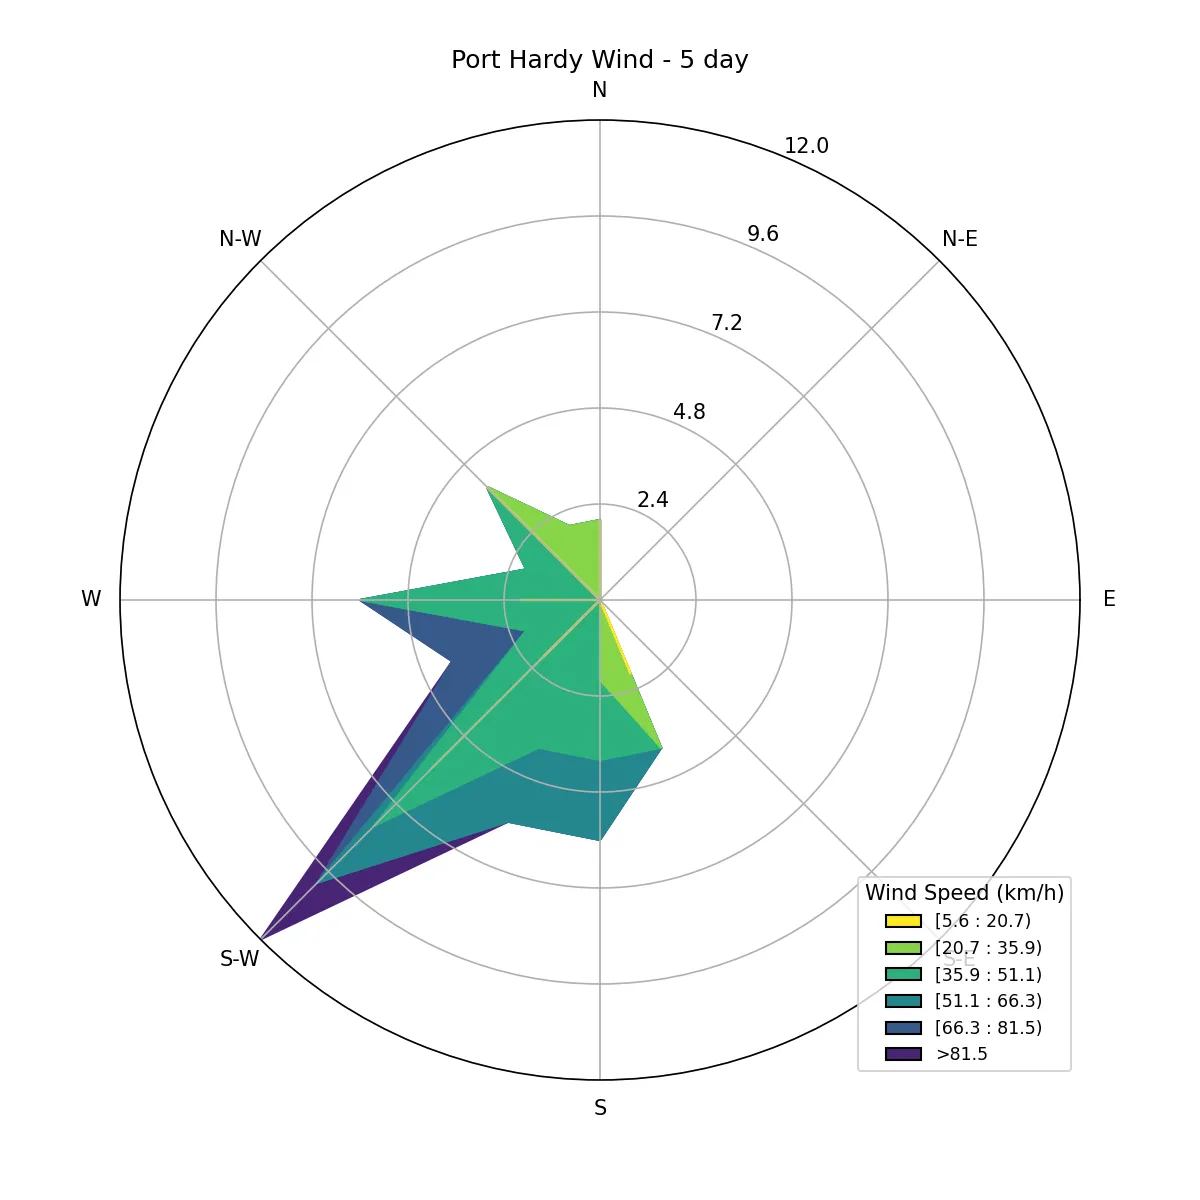 Port Hardy Wind - 5 day
N
12.0
N-W
9.6
N-E
7.2
4.8
2.4
W
E
S-W
S-E
S
Wind Speed (km/h)
[5.6 : 20.7)
[20.7 : 35.9)
[35.9 : 51.1)
[51.1 : 66.3)
[66.3 : 81.5)
>81.5